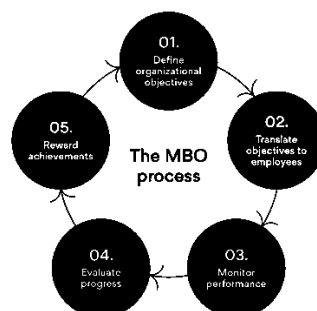 01.
Define
organizational
objectives
02.
Translate
objectives to
employees
03.
Monitor
performance
04.
Evaluate
progress
05.
Reward
achievements
The MBO
process